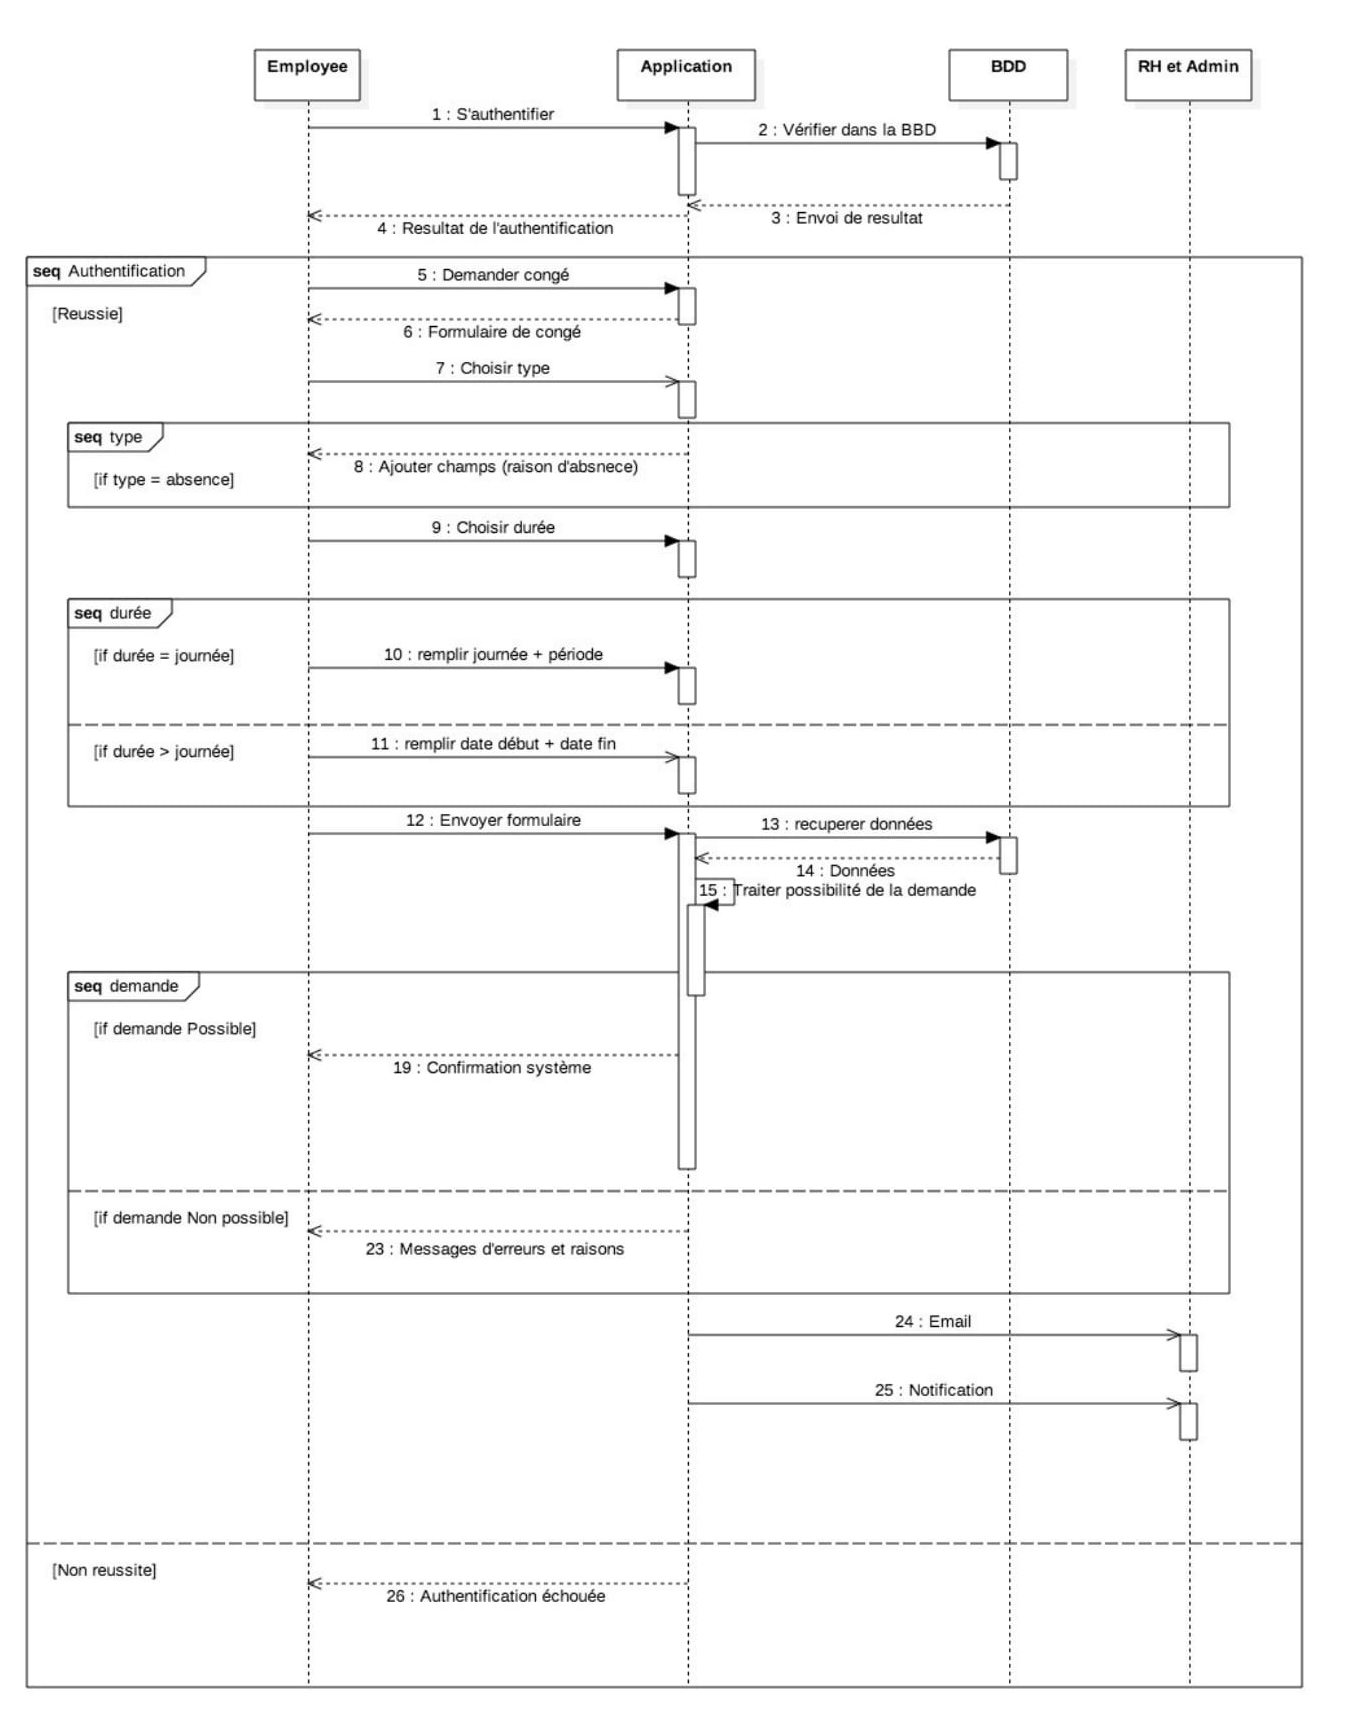 Employee
Application
BDD
RH et Admin
1 : S'authentifier
2 : Vérifier dans la BBD
3 : Envoi de resultat
4 : Resultat de l'authentification
seq Authentification
5 : Demander congé
[Reussie]
6 : Formulaire de congé
7 : Choisir type
seq type
8 : Ajouter champs (raison d'absnece)
[if type = absence]
9 : Choisir durée
seq durée
[if durée = journée]
10 : remplir journée + période
[if durée > journée]
11 : remplir date début + date fin
12 : Envoyer formulaire
13 : recuperer données
14 : Données
15 : Traiter possibilité de la demande
seq demande
[if demande Possible]
19 : Confirmation système
[if demande Non possible]
23 : Messages d'erreurs et raisons
24 : Email
25 : Notification
[Non reussite]
26 : Authentification échouée